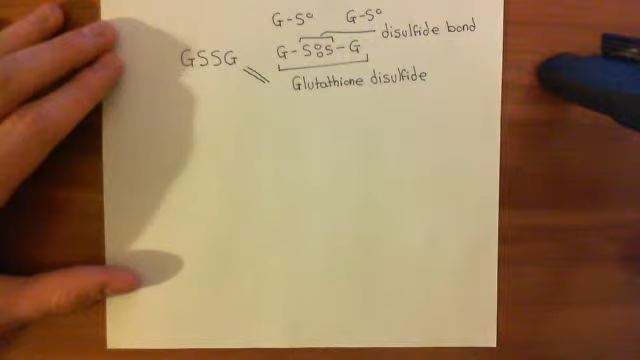 G-S° G-S°
disulfide bond
GSSG G-S°°S-G
Glutathione disulfide